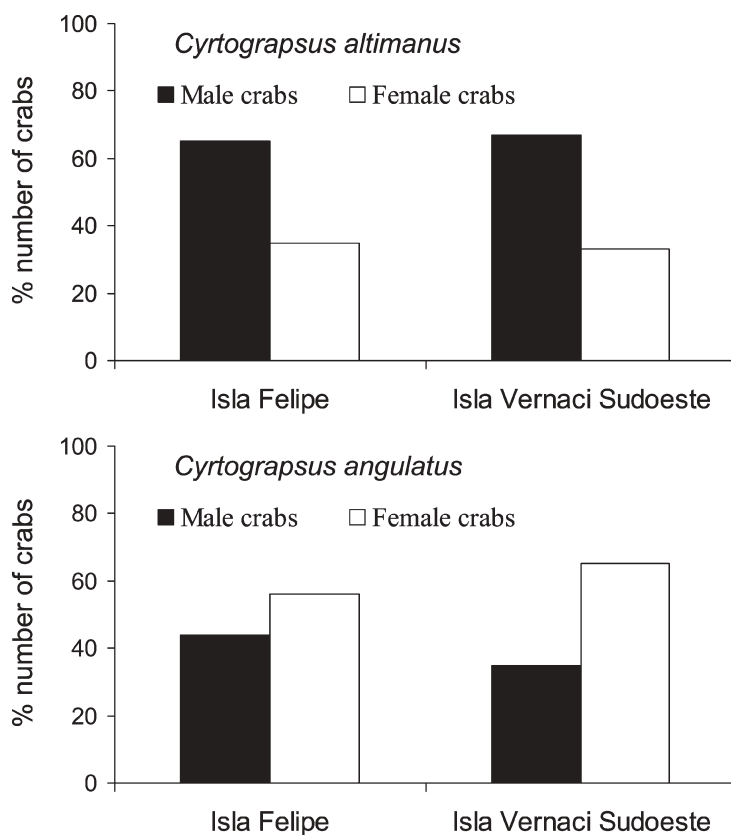 Cyrtograpsus altimanus
Male crabs Female crabs
% number of crabs
100
80
60
40
20
0
Isla Felipe Isla Vernaci Sudoeste
Cyrtograpsus angulatus
Male crabs Female crabs
% number of crabs
100
80
60
40
20
0
Isla Felipe Isla Vernaci Sudoeste